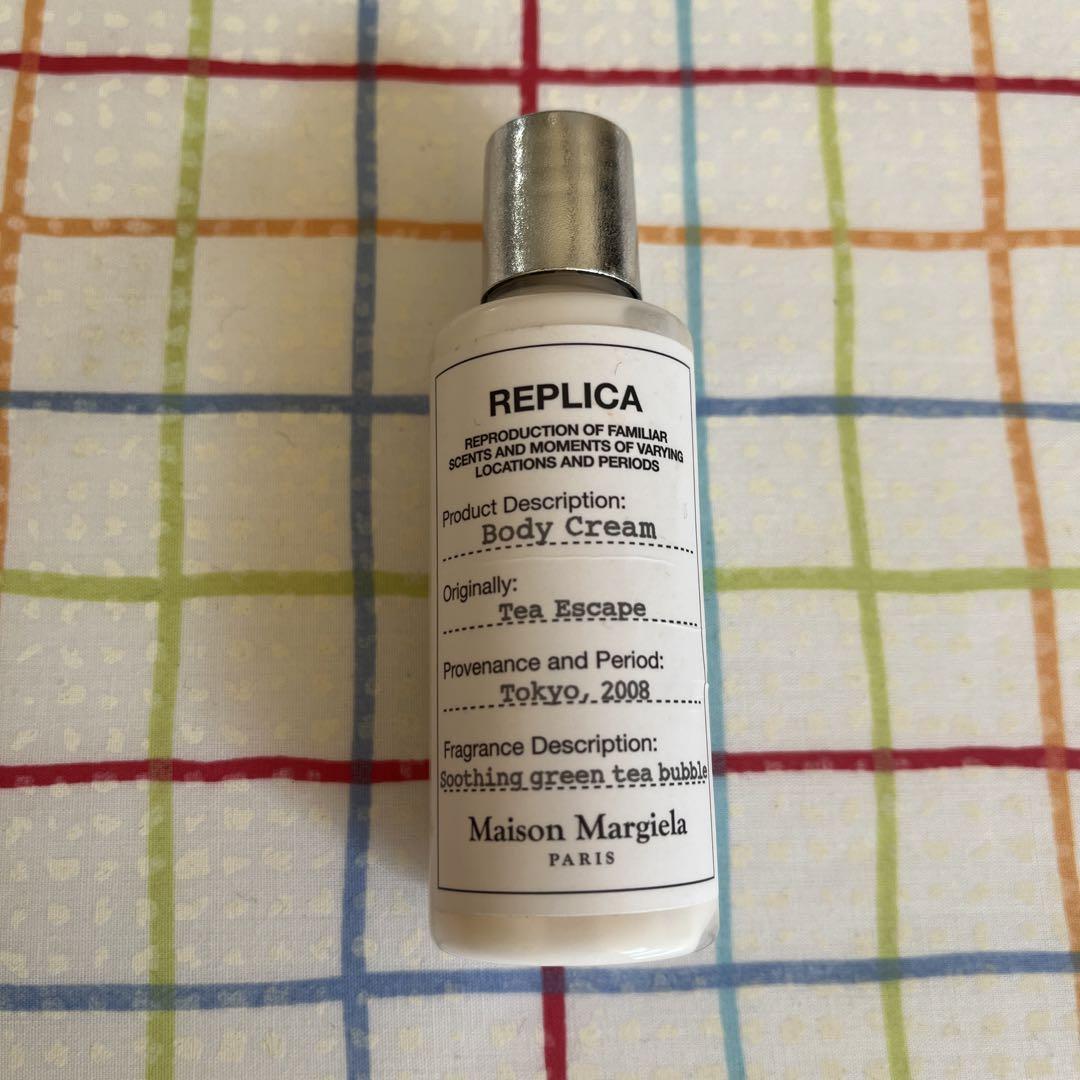 REPLICA
REPRODUCTION OF FAMILIAR
SCENTS AND MOMENTS OF VARYING
LOCATIONS AND PERIODS
Product Description:
Body Cream
Originally:
Tea Escape
Provenance and Period:
Tokyo, 2008
Fragrance Description:
Soothing green tea bubble
Maison Margiela
PARIS